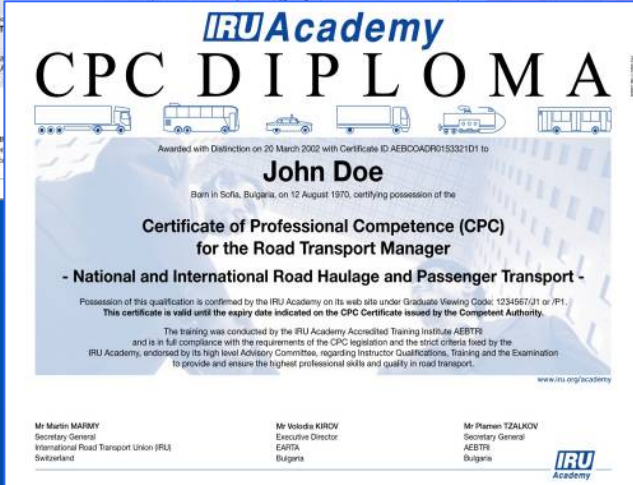 IRU Academy
CPC DIPLOMA
Awarded with Distinction on 20 March 2002 with Certificate ID AEBCOADR0153321D1 to
John Doe
Born in Sofia, Bulgaria, on 12 August 1970, certifying possession of the
Certificate of Professional Competence (CPC)
for the Road Transport Manager
- National and International Road Haulage and Passenger Transport -
Possession of this qualification is confirmed by the IRU Academy on its web site under Graduate Viewing Code: 1234567/J1 or /P1.
This certificate is valid until the expiry date indicated on the CPC Certificate issued by the Competent Authority.
The training was conducted by the IRU Academy Accredited Training Institute AEBTRI
and is in full compliance with the requirements of the CPC legislation and the strict criteria fixed by the
IRU Academy, endorsed by its high level Advisory Committee, regarding Instructor Qualifications, Training and the Examination
to provide and ensure the highest professional skills and quality in road transport.
www.iru.org/academy
Mr Martin MARMY
Secretary General
International Road Transport Union (IRU)
Switzerland
Mr Volodia KIROV
Executive Director
EARTA
Bulgaria
Mr Plamen TZALKOV
Secretary General
AEBTRI
Bulgaria
IRU
Academy